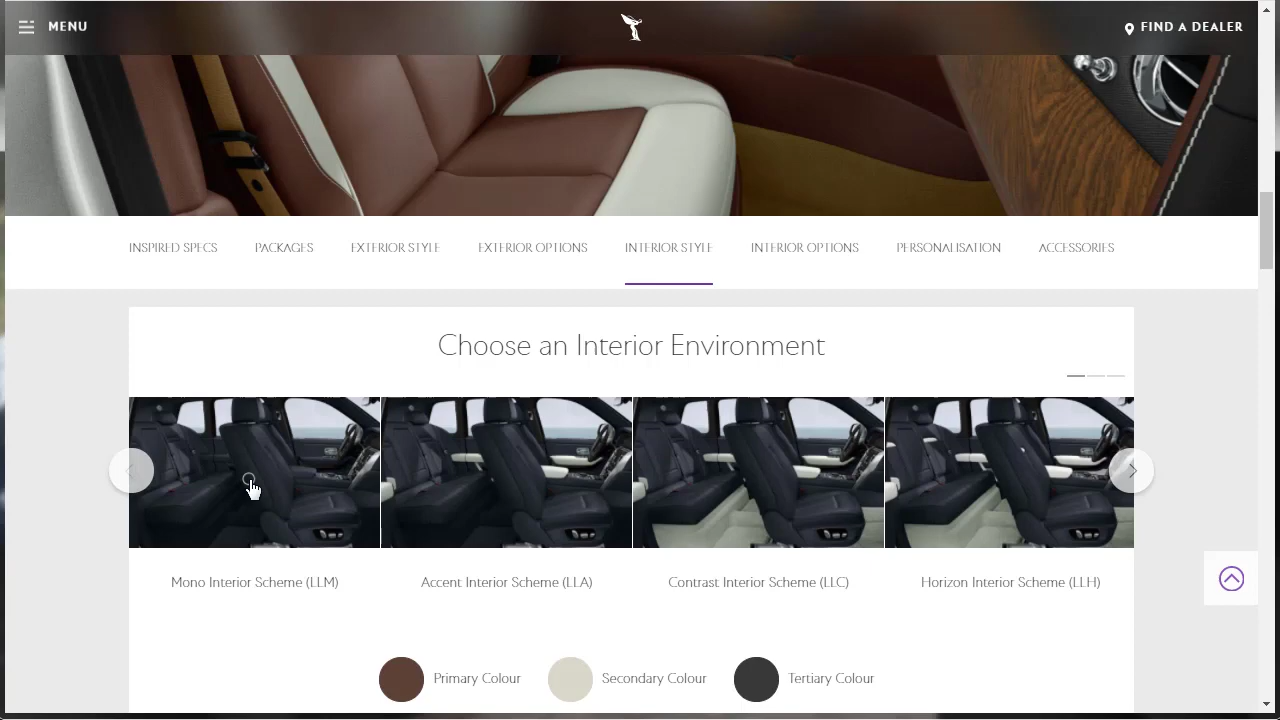 MENU
FIND A DEALER
INSPIRED SPECS
PACKAGES
EXTERIOR STYLE
EXTERIOR OPTIONS
INTERIOR STYLE
INTERIOR OPTIONS
PERSONALISATION
ACCESSORIES
Choose an Interior Environment
Mono Interior Scheme (LLM)
Accent Interior Scheme (LLA)
Contrast Interior Scheme (LLC)
Horizon Interior Scheme (LLH)
Primary Colour
Secondary Colour
Tertiary Colour